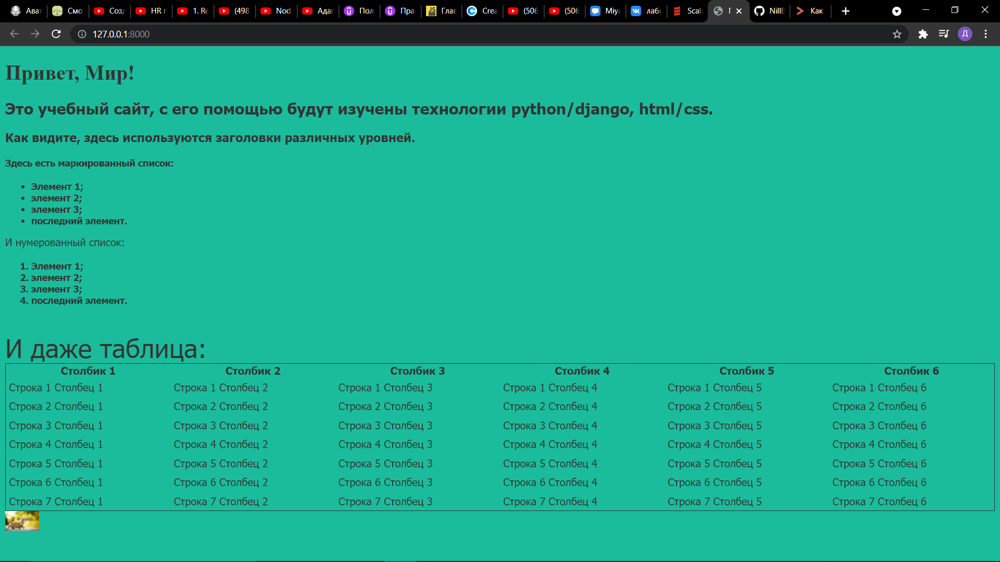 Ават
Смо
Созд
HR п
1. Re
(498
Node
Адап
Пол
Пра
Глав
Crea
(506
(506
Miya
лабы
Scala
NillB
Как
127.0.0.1:8000
Д
Привет, Мир!
Это учебный сайт, с его помощью будут изучены технологии python/django, html/css.
Как видите, здесь используются заголовки различных уровней.
Здесь есть маркированный список:
• Элемент 1;
• элемент 2;
• элемент 3;
• последний элемент.
И нумерованный список:
1. Элемент 1;
2. элемент 2;
3. элемент 3;
4. последний элемент.
И даже таблица:
Столбик 1 Столбик 2 Столбик 3 Столбик 4 Столбик 5 Столбик 6
Строка 1 Столбец 1 Строка 1 Столбец 2 Строка 1 Столбец 3 Строка 1 Столбец 4 Строка 1 Столбец 5 Строка 1 Столбец 6
Строка 2 Столбец 1 Строка 2 Столбец 2 Строка 2 Столбец 3 Строка 2 Столбец 4 Строка 2 Столбец 5 Строка 2 Столбец 6
Строка 3 Столбец 1 Строка 3 Столбец 2 Строка 3 Столбец 3 Строка 3 Столбец 4 Строка 3 Столбец 5 Строка 3 Столбец 6
Строка 4 Столбец 1 Строка 4 Столбец 2 Строка 4 Столбец 3 Строка 4 Столбец 4 Строка 4 Столбец 5 Строка 4 Столбец 6
Строка 5 Столбец 1 Строка 5 Столбец 2 Строка 5 Столбец 3 Строка 5 Столбец 4 Строка 5 Столбец 5 Строка 5 Столбец 6
Строка 6 Столбец 1 Строка 6 Столбец 2 Строка 6 Столбец 3 Строка 6 Столбец 4 Строка 6 Столбец 5 Строка 6 Столбец 6
Строка 7 Столбец 1 Строка 7 Столбец 2 Строка 7 Столбец 3 Строка 7 Столбец 4 Строка 7 Столбец 5 Строка 7 Столбец 6